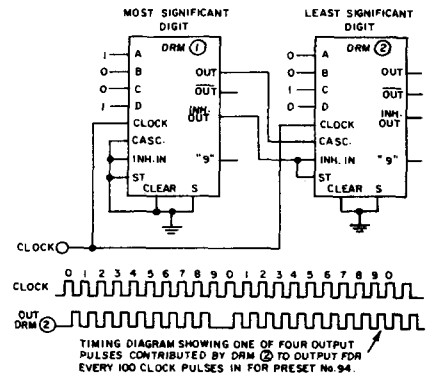 MOST SIGNIFICANT DIGIT
LEAST SIGNIFICANT DIGIT
DRM 1
1 A
0 B
0 C
1 D
CLOCK
CASC.
INH. IN
ST
OUT
OUT
INH. OUT
"9"
CLEAR S
DRM 2
0 A
0 B
1 C
0 D
CLOCK
CASC.
INH. IN
ST
OUT
OUT
INH. OUT
"9"
CLEAR S
CLOCK
0 1 2 3 4 5 6 7 8 9 0 1 2 3 4 5 6 7 8 9 0
CLOCK
OUT
DRM 2
TIMING DIAGRAM SHOWING ONE OF FOUR OUTPUT
PULSES CONTRIBUTED BY DRM 2 TO OUTPUT FOR
EVERY 100 CLOCK PULSES IN FOR PRESET No. 94.